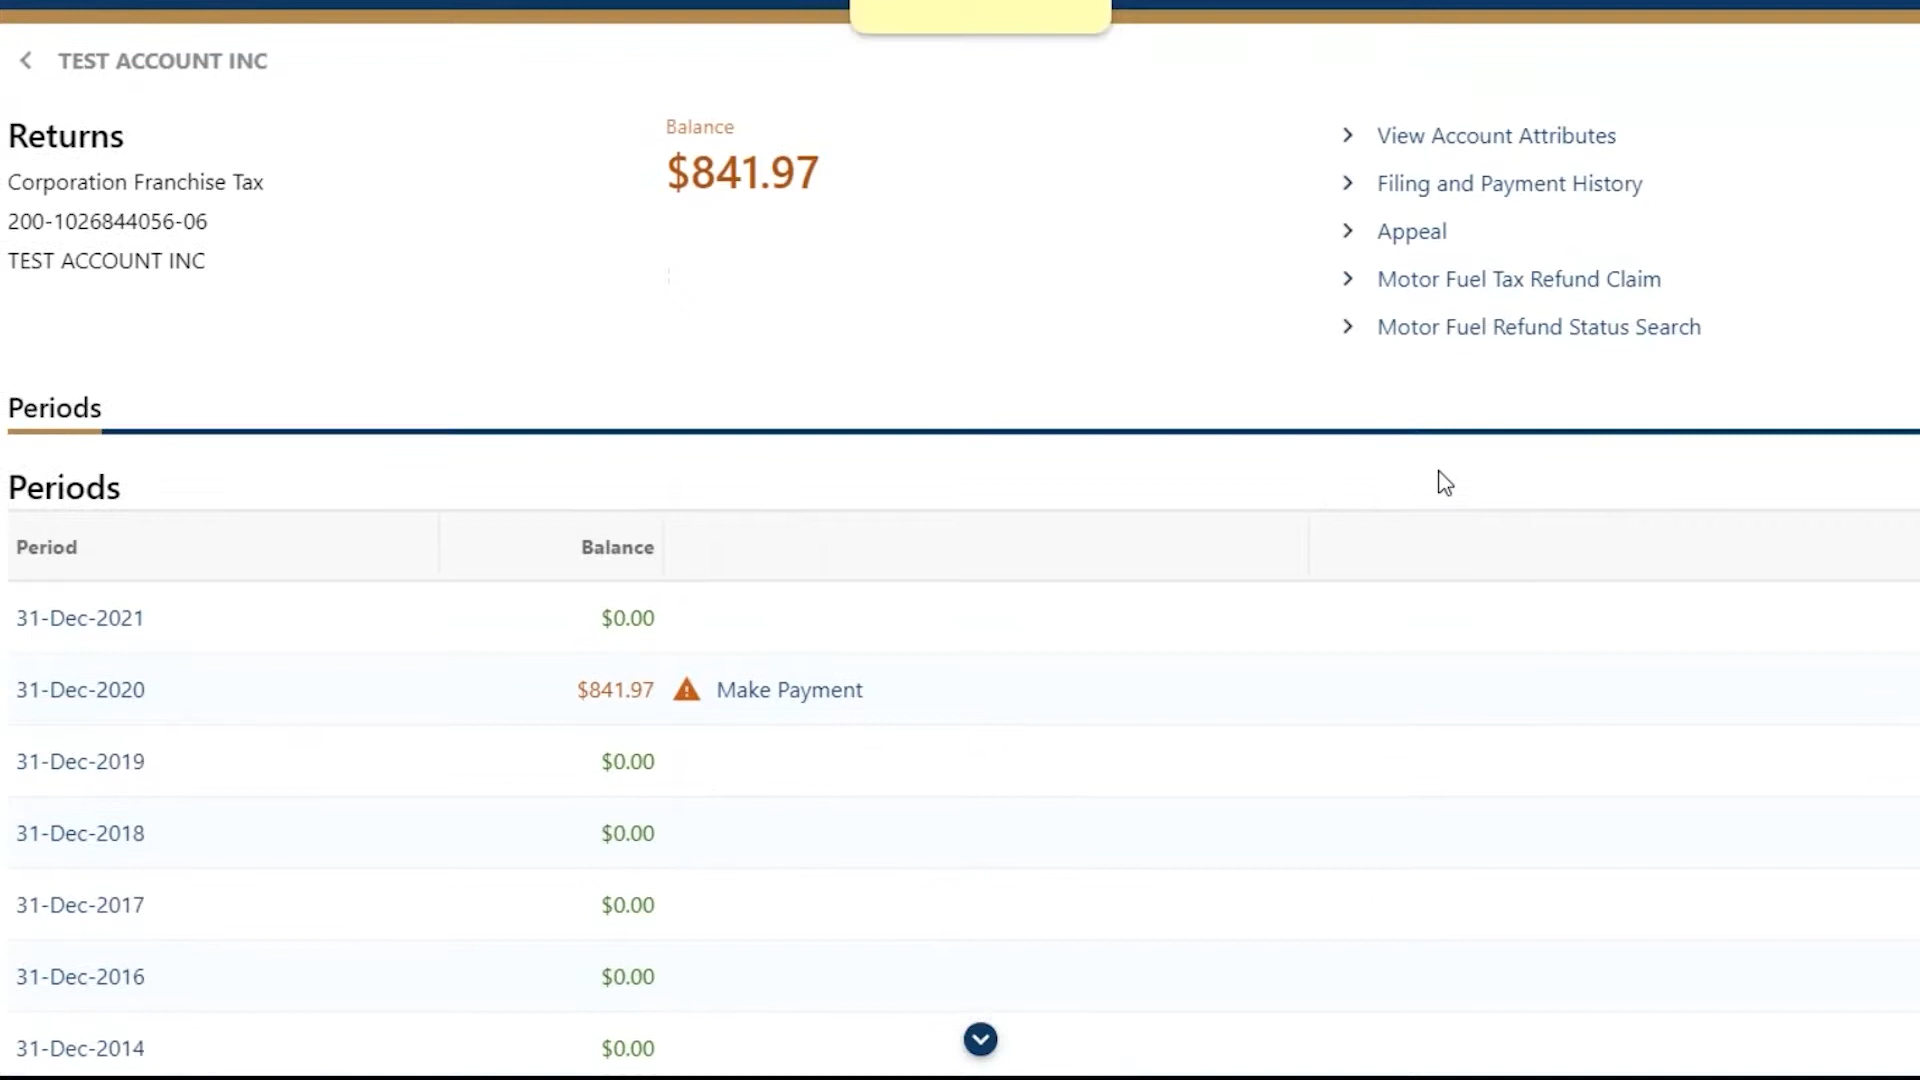 TEST ACCOUNT INC
Returns
Corporation Franchise Tax
200-1026844056-06
TEST ACCOUNT INC
Balance
$841.97
View Account Attributes
Filing and Payment History
Appeal
Motor Fuel Tax Refund Claim
Motor Fuel Refund Status Search
Periods
Periods
Period Balance
31-Dec-2021 $0.00
31-Dec-2020 $841.97 Make Payment
31-Dec-2019 $0.00
31-Dec-2018 $0.00
31-Dec-2017 $0.00
31-Dec-2016 $0.00
31-Dec-2014 $0.00